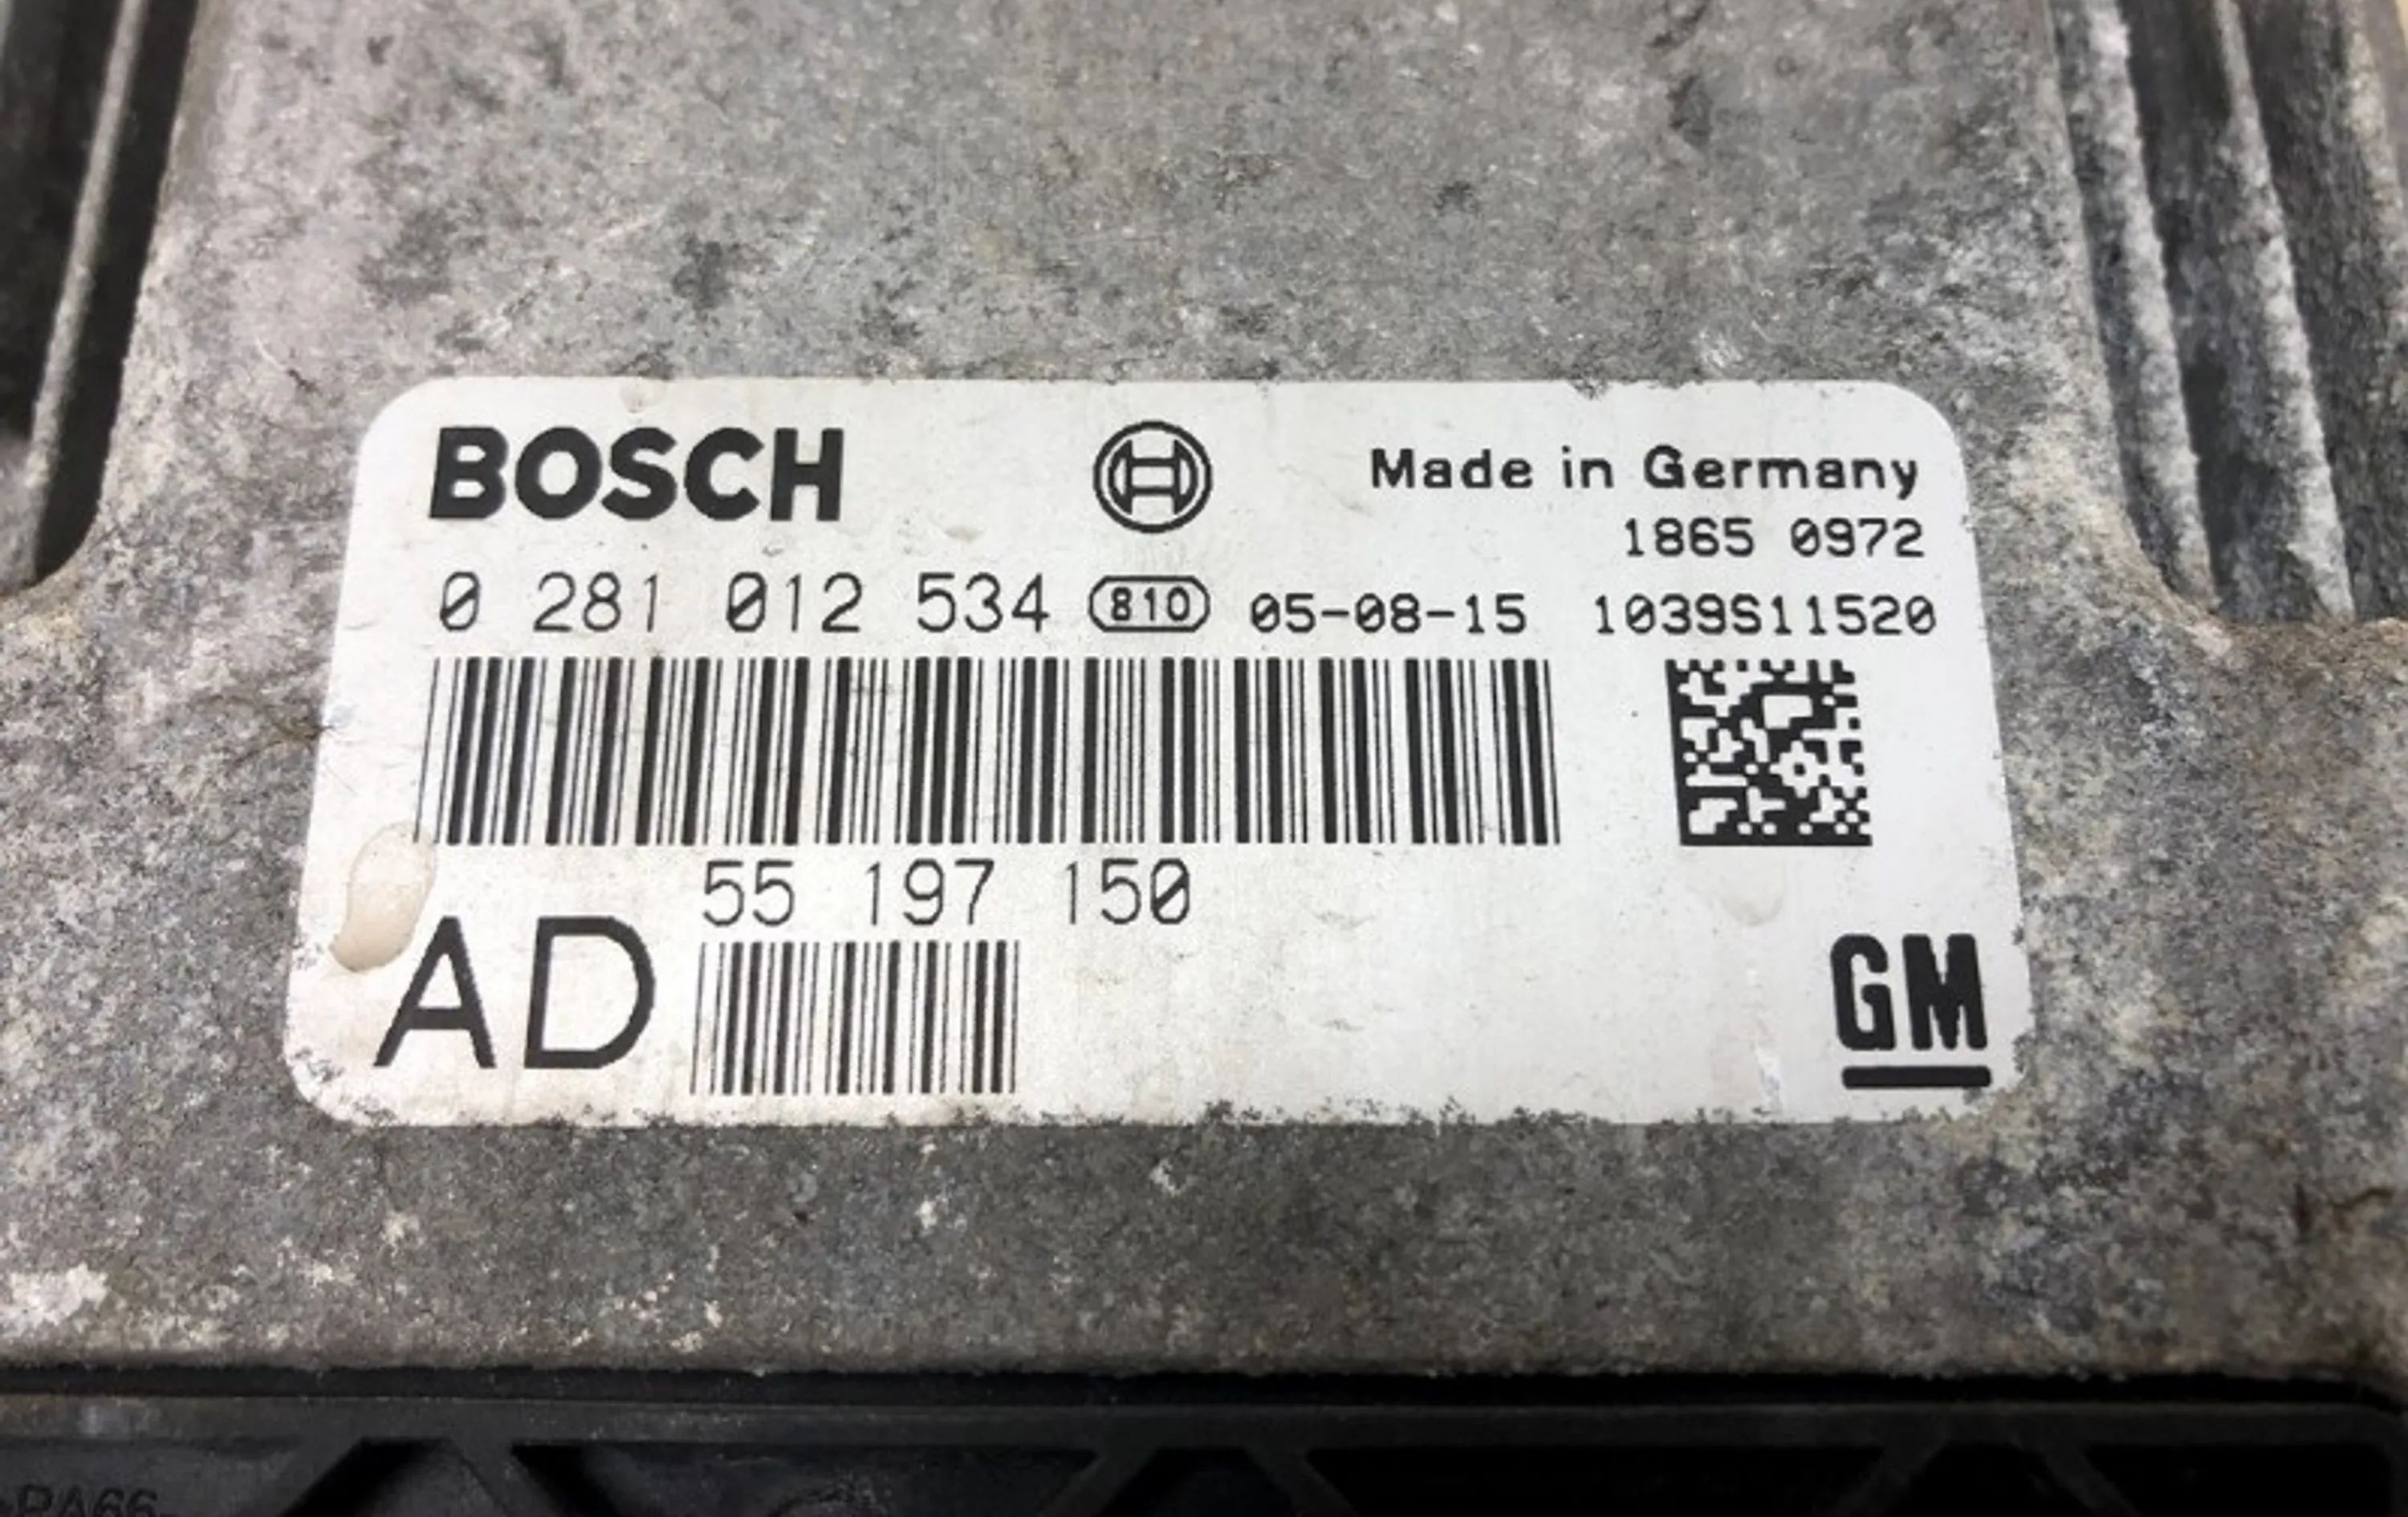 BOSCH Made in Germany
1865 0972
0 281 012 534 810 05-08-15 1039S11520
55 197 150
AD
GM
PA66